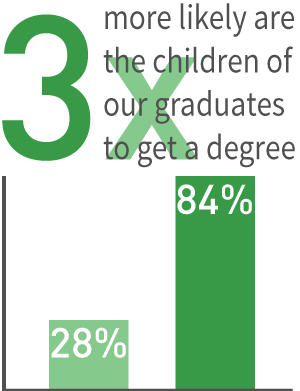 3x
more likely are
the children of
our graduates
to get a degree
84%
28%